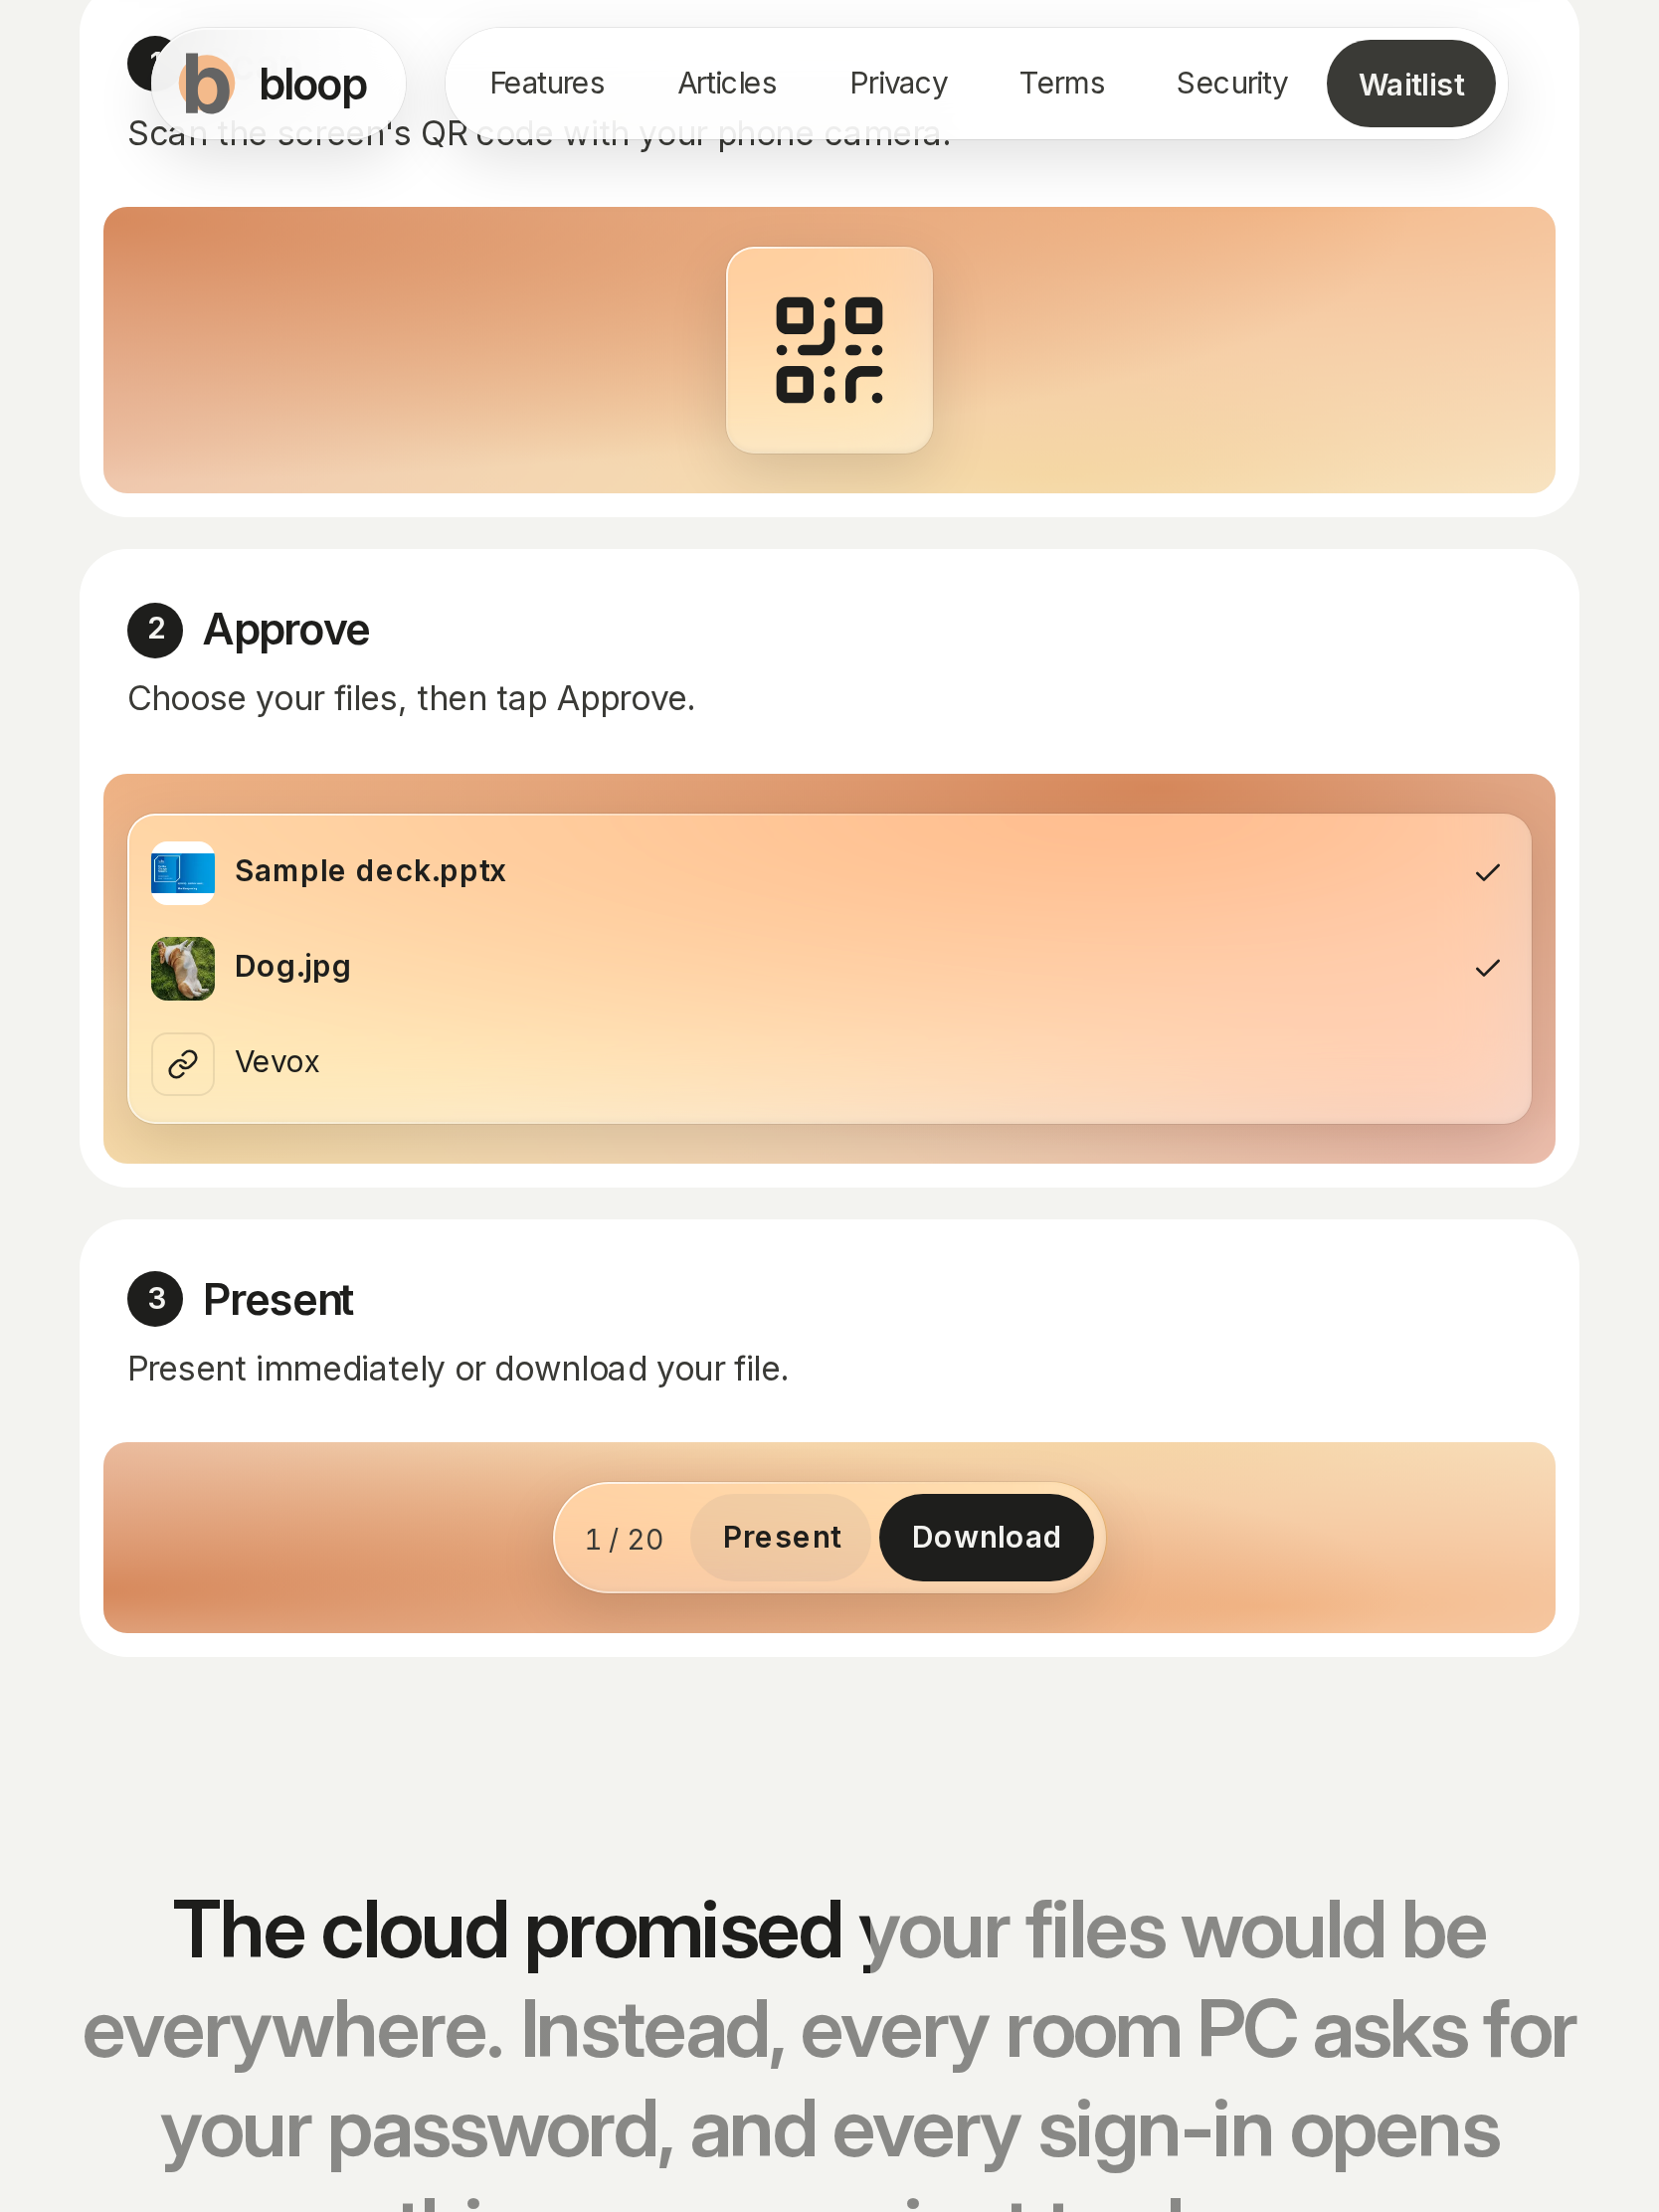 b bloop
Features Articles Privacy Terms Security Waitlist
1
Scan the screen's QR code with your phone camera.
2 Approve
Choose your files, then tap Approve.
Sample deck.pptx
Dog.jpg
Vevox
3 Present
Present immediately or download your file.
1 / 20 Present Download
The cloud promised your files would be
everywhere. Instead, every room PC asks for
your password, and every sign-in opens